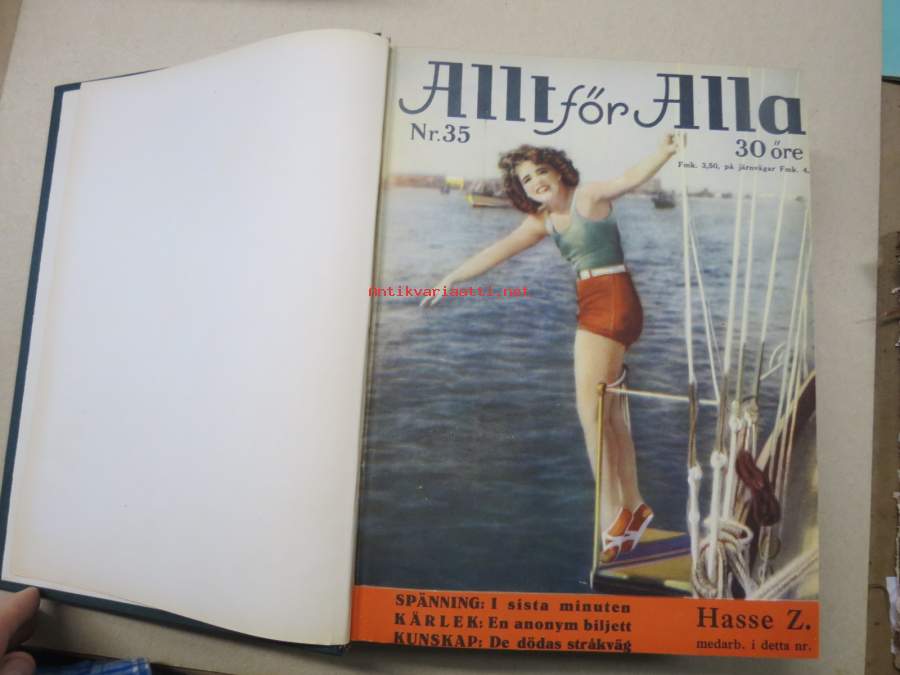 Allt för Alla
Nr. 35
30 öre
Fmk. 3,50, på järnvägar Fmk. 4.
Antikvariaatti.net
SPÄNNING: I sista minuten
KÄRLEK: En anonym biljett
KUNSKAP: De dödas stråkväg
Hasse Z.
medarb. i detta nr.